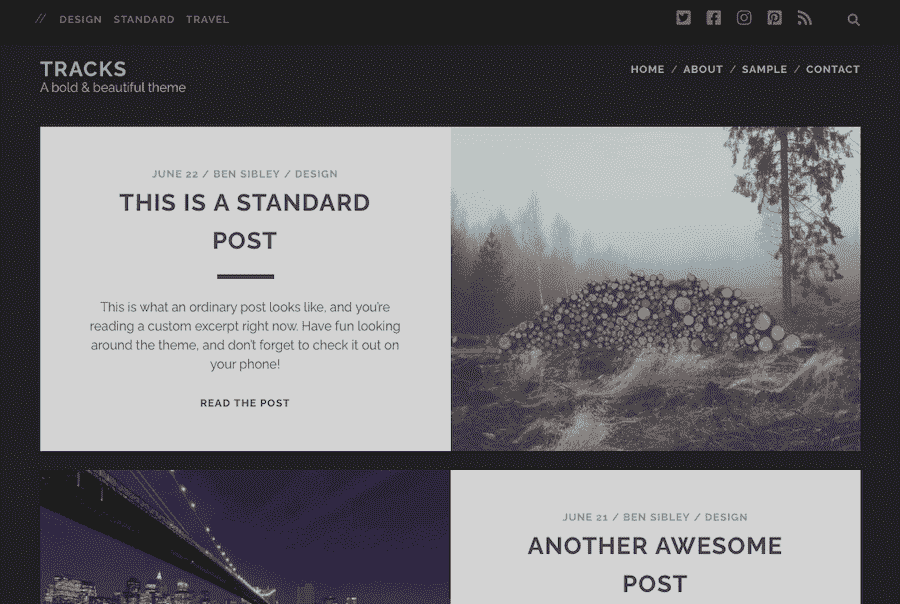 // DESIGN STANDARD TRAVEL
TRACKS
A bold & beautiful theme
HOME / ABOUT / SAMPLE / CONTACT
JUNE 22 / BEN SIBLEY / DESIGN
THIS IS A STANDARD
POST
This is what an ordinary post looks like, and you're
reading a custom excerpt right now. Have fun looking
around the theme, and don't forget to check it out on
your phone!
READ THE POST
JUNE 21 / BEN SIBLEY / DESIGN
ANOTHER AWESOME
POST